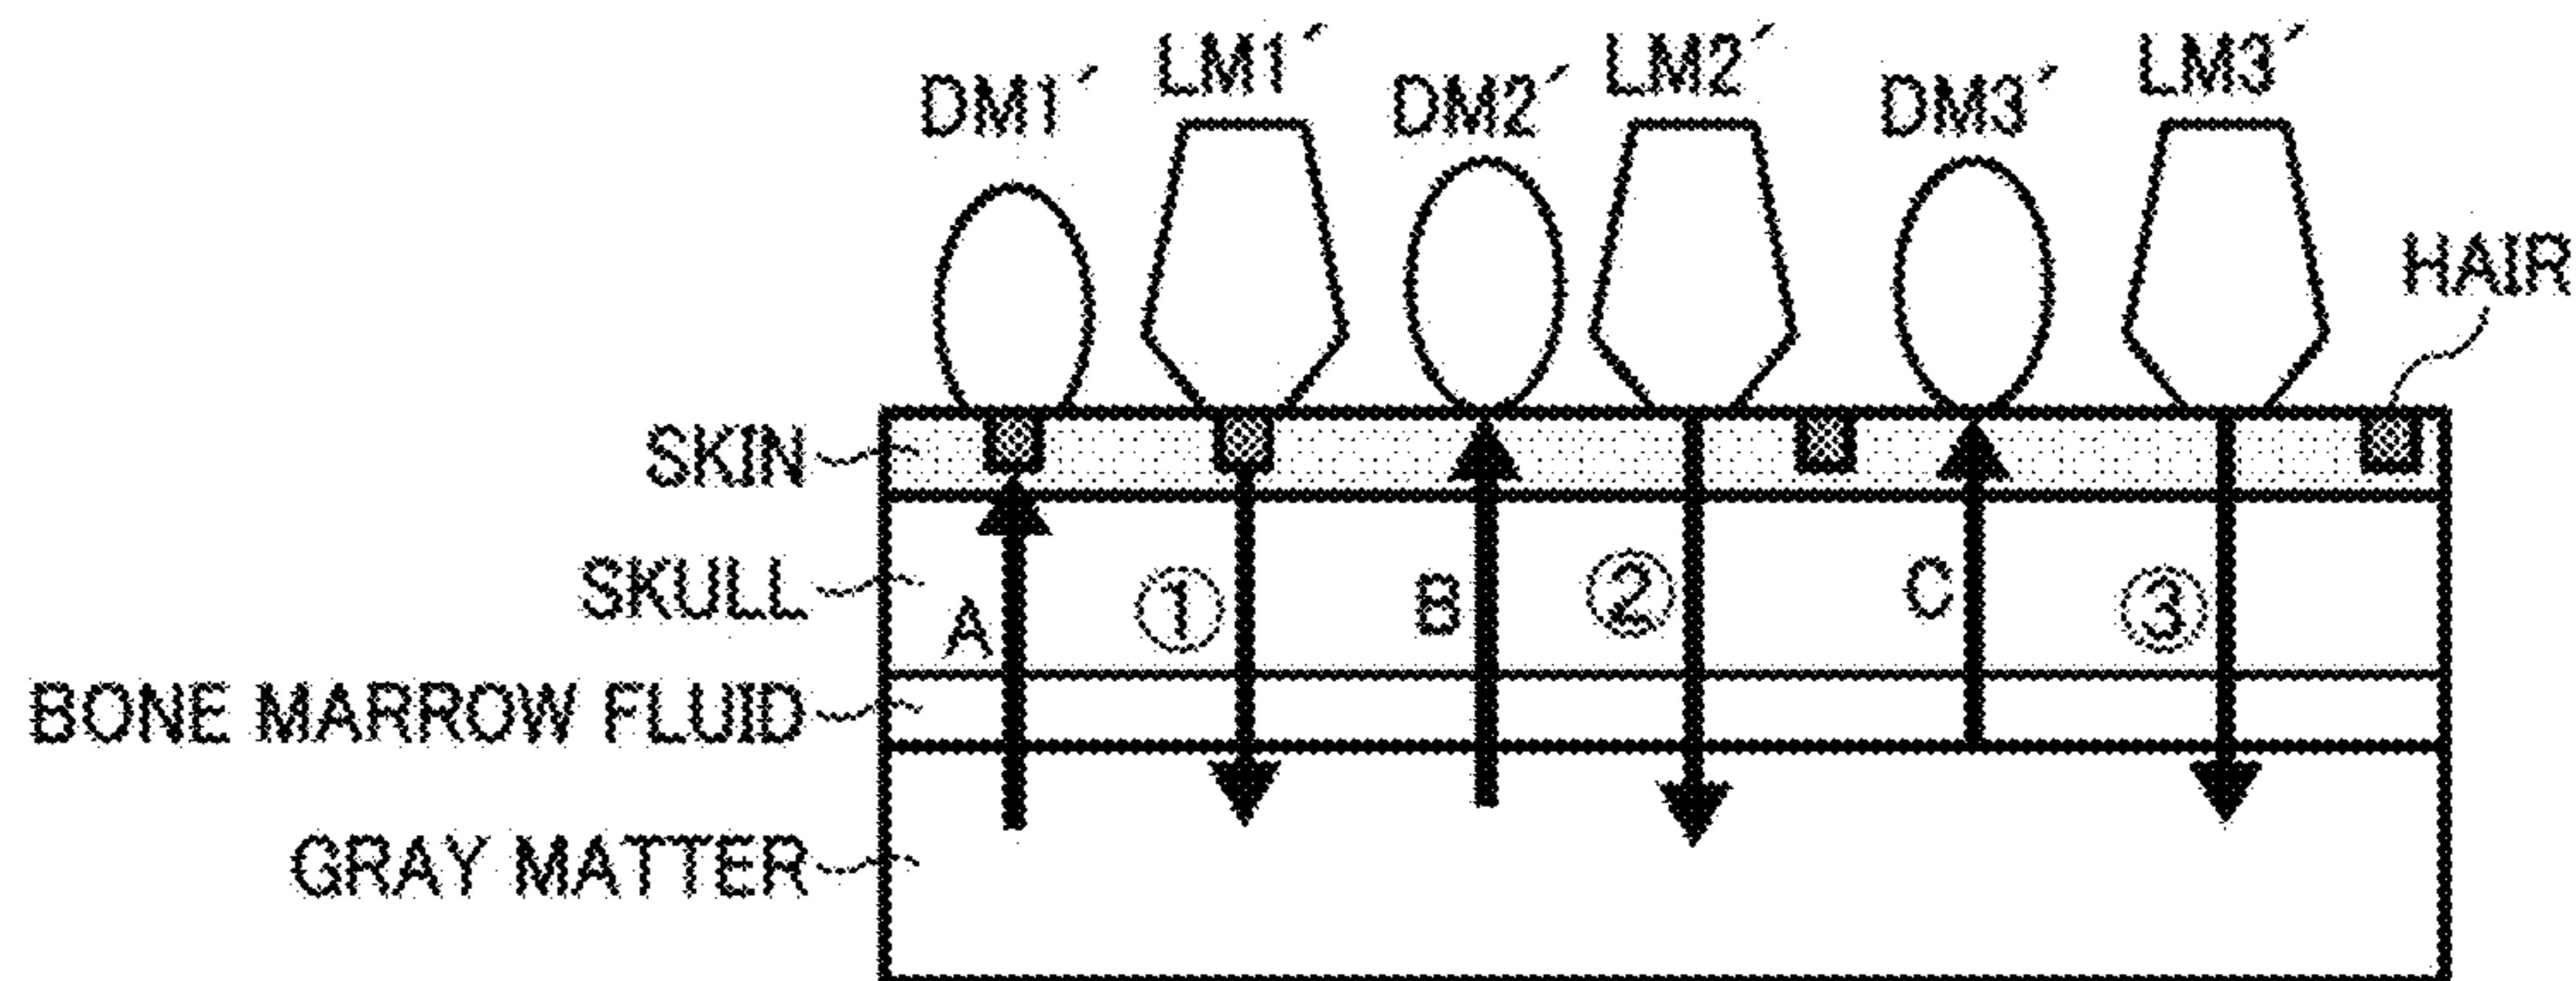 DM1´ LM1´ DM2´ LM2´ DM3´ LM3´
HAIR
SKIN
SKULL
A ① B ② C ③
BONE MARROW FLUID
GRAY MATTER